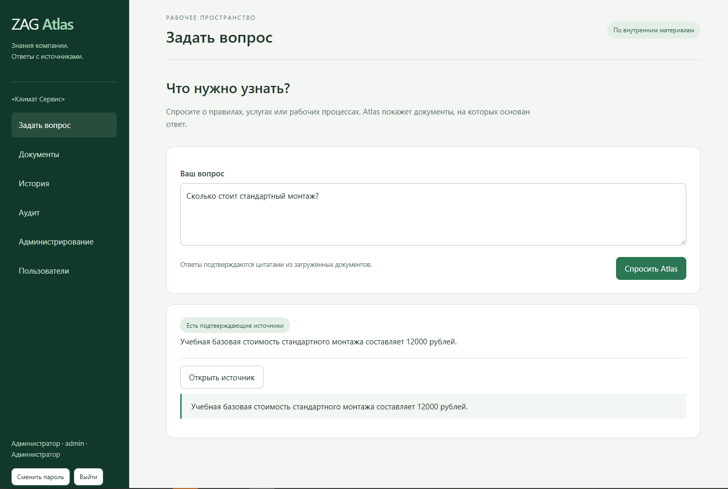 ZAG Atlas
Знания компании.
Ответы с источниками.
«Климат Сервис»
Задать вопрос
Документы
История
Аудит
Администрирование
Пользователи
Администратор · admin ·
Администратор
Сменить пароль
Выйти
РАБОЧЕЕ ПРОСТРАНСТВО
Задать вопрос
По внутренним материалам
Что нужно узнать?
Спросите о правилах, услугах или рабочих процессах. Atlas покажет документы, на которых основан
ответ.
Ваш вопрос
Сколько стоит стандартный монтаж?
Ответы подтверждаются цитатами из загруженных документов.
Спросить Atlas
Есть подтверждающие источники
Учебная базовая стоимость стандартного монтажа составляет 12000 рублей.
Открыть источник
Учебная базовая стоимость стандартного монтажа составляет 12000 рублей.